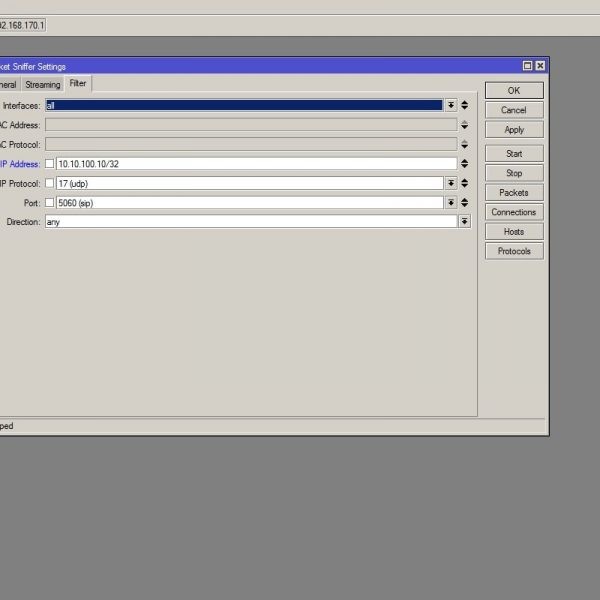 02.168.170.1
ket Sniffer Settings
neral Streaming Filter
Interfaces: all
AC Address:
AC Protocol:
IP Address: 10.10.100.10/32
IP Protocol: 17 (udp)
Port: 5060 (sip)
Direction: any
OK
Cancel
Apply
Start
Stop
Packets
Connections
Hosts
Protocols
ped